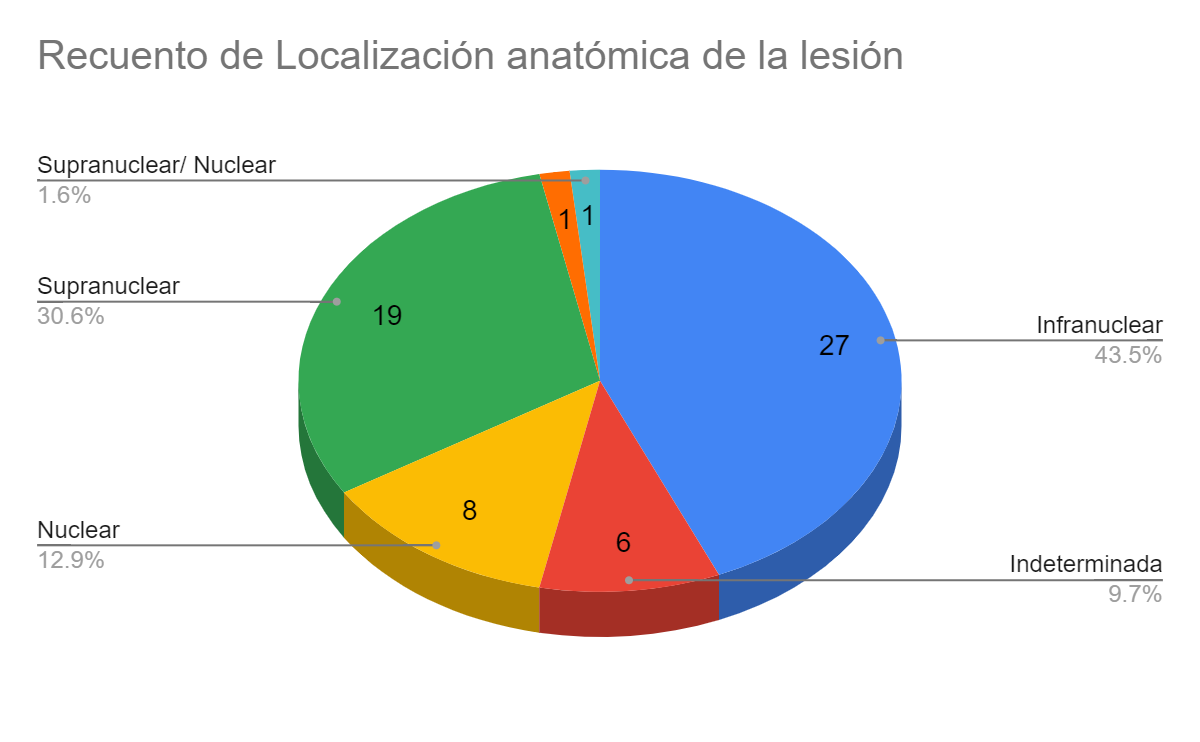 Recuento de Localización anatómica de la lesión
Supranuclear/ Nuclear
1.6%
Supranuclear
30.6%
Nuclear
12.9%
1
1
19
27
8
6
Infranuclear
43.5%
Indeterminada
9.7%